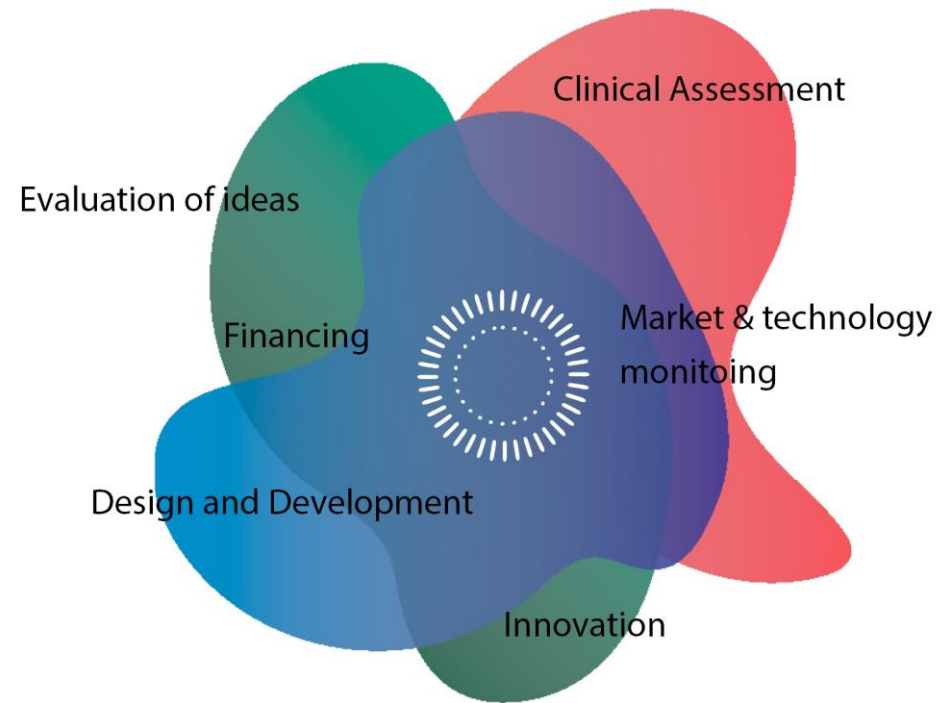 Clinical Assessment
Evaluation of ideas
Market & technology
monitoing
Financing
Design and Development
Innovation